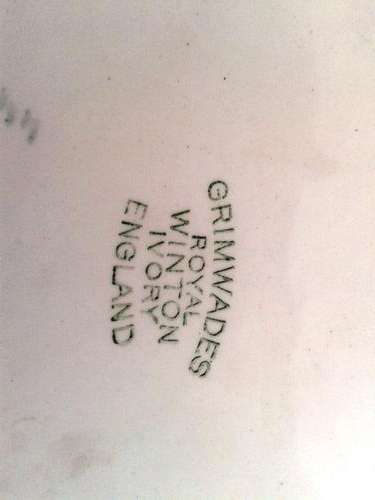 GRIMWADES
ROYAL
WINTON
IVORY
ENGLAND